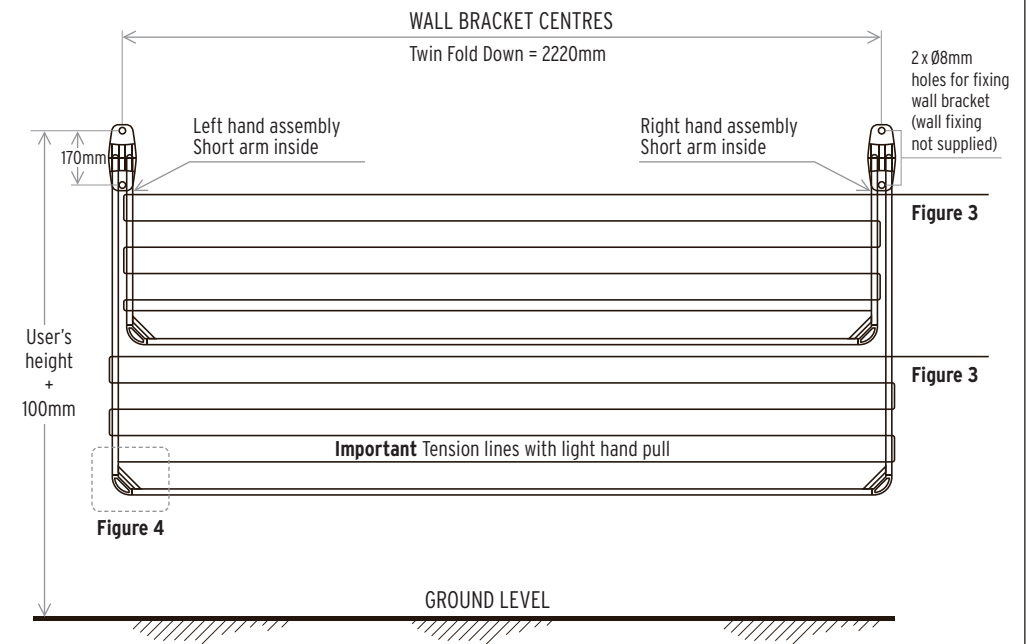 WALL BRACKET CENTRES
Twin Fold Down = 2220mm
2 x Ø8mm
holes for fixing
wall bracket
(wall fixing
not supplied)
Left hand assembly
Short arm inside
Right hand assembly
Short arm inside
170mm
Figure 3
User's
height
+
100mm
Figure 3
Important Tension lines with light hand pull
Figure 4
GROUND LEVEL